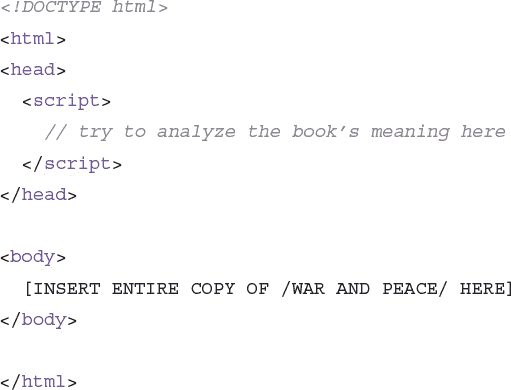 <!DOCTYPE html>
<html>
<head>
  <script>
    // try to analyze the book’s meaning here
  </script>
</head>

<body>
  [INSERT ENTIRE COPY OF /WAR AND PEACE/ HERE]
</body>

</html>